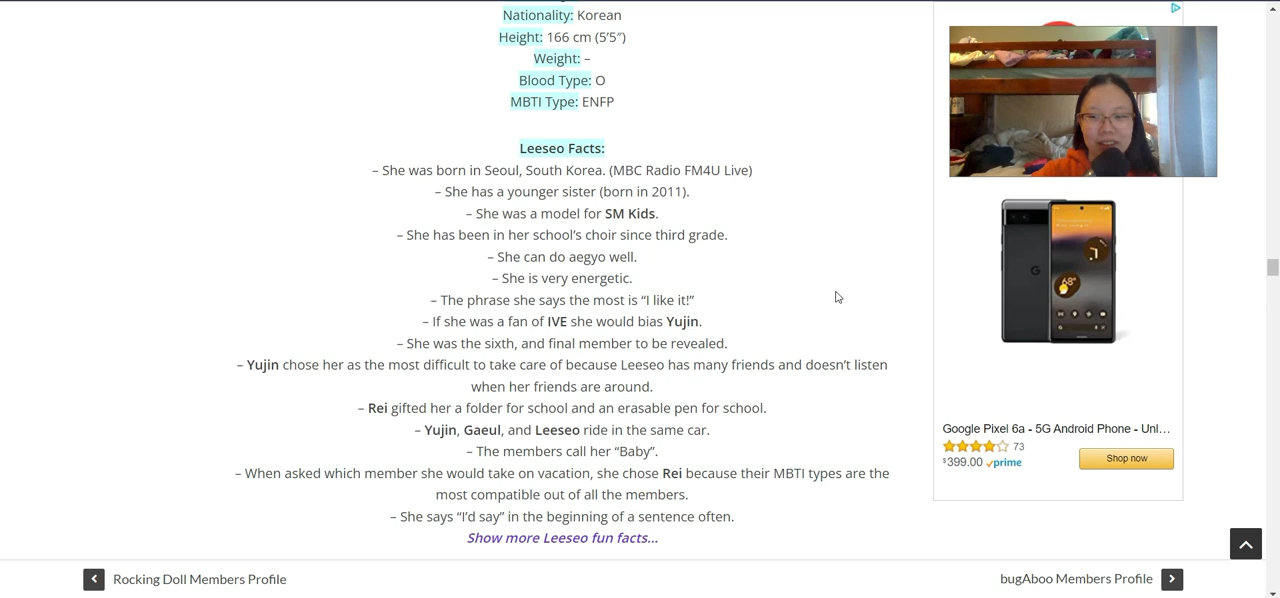 Nationality: Korean
Height: 166 cm (5′5″)
Weight: –
Blood Type: O
MBTI Type: ENFP
Leeseo Facts:
– She was born in Seoul, South Korea. (MBC Radio FM4U Live)
– She has a younger sister (born in 2011).
– She was a model for SM Kids.
– She has been in her school's choir since third grade.
– She can do aegyo well.
– She is very energetic.
– The phrase she says the most is “I like it!”
– If she was a fan of IVE she would bias Yujin.
– She was the sixth, and final member to be revealed.
– Yujin chose her as the most difficult to take care of because Leeseo has many friends and doesn't listen
when her friends are around.
– Rei gifted her a folder for school and an erasable pen for school.
– Yujin, Gaeul, and Leeseo ride in the same car.
– The members call her “Baby”.
– When asked which member she would take on vacation, she chose Rei because their MBTI types are the
most compatible out of all the members.
– She says “I'd say” in the beginning of a sentence often.
Show more Leeseo fun facts…
G
68°
Google Pixel 6a - 5G Android Phone - Unl...
73
$399.00 prime
Shop now
Rocking Doll Members Profile
bugAboo Members Profile